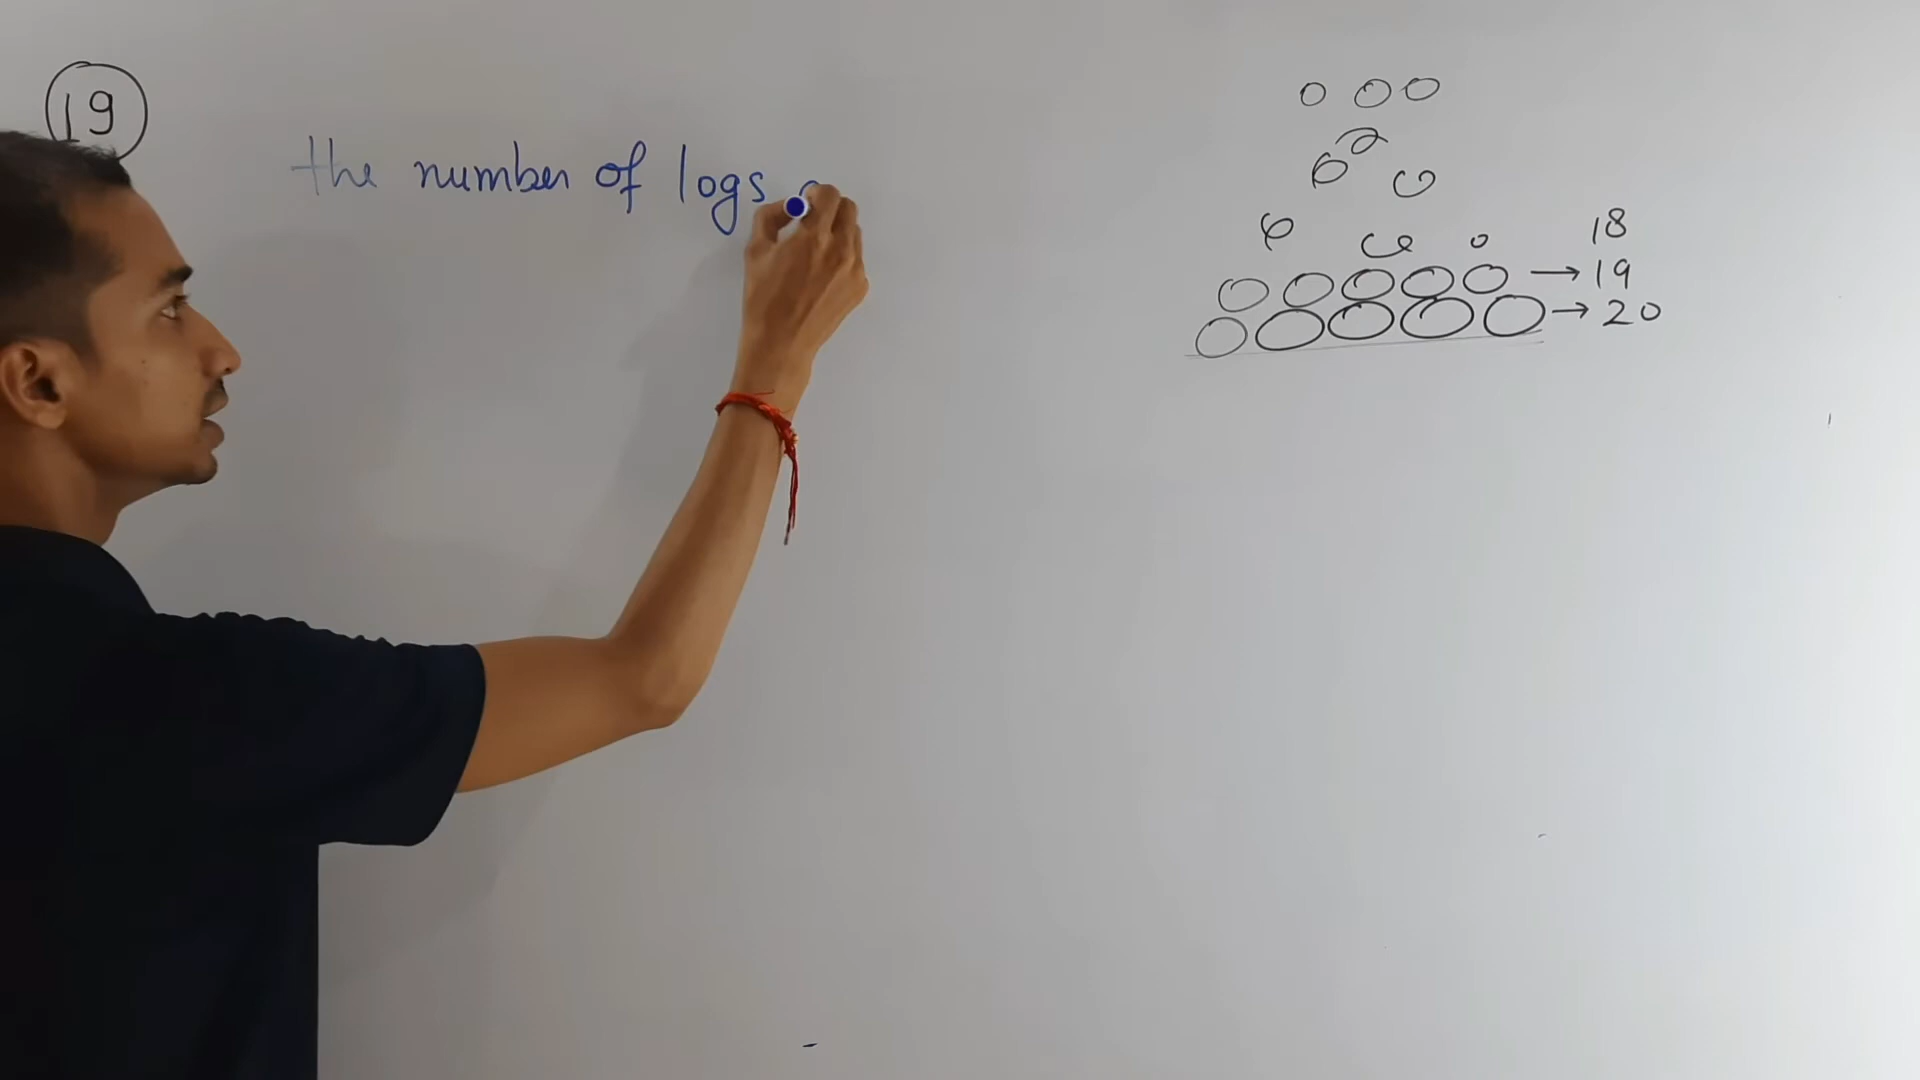 19
the number of logs
18
→ 19
→ 20